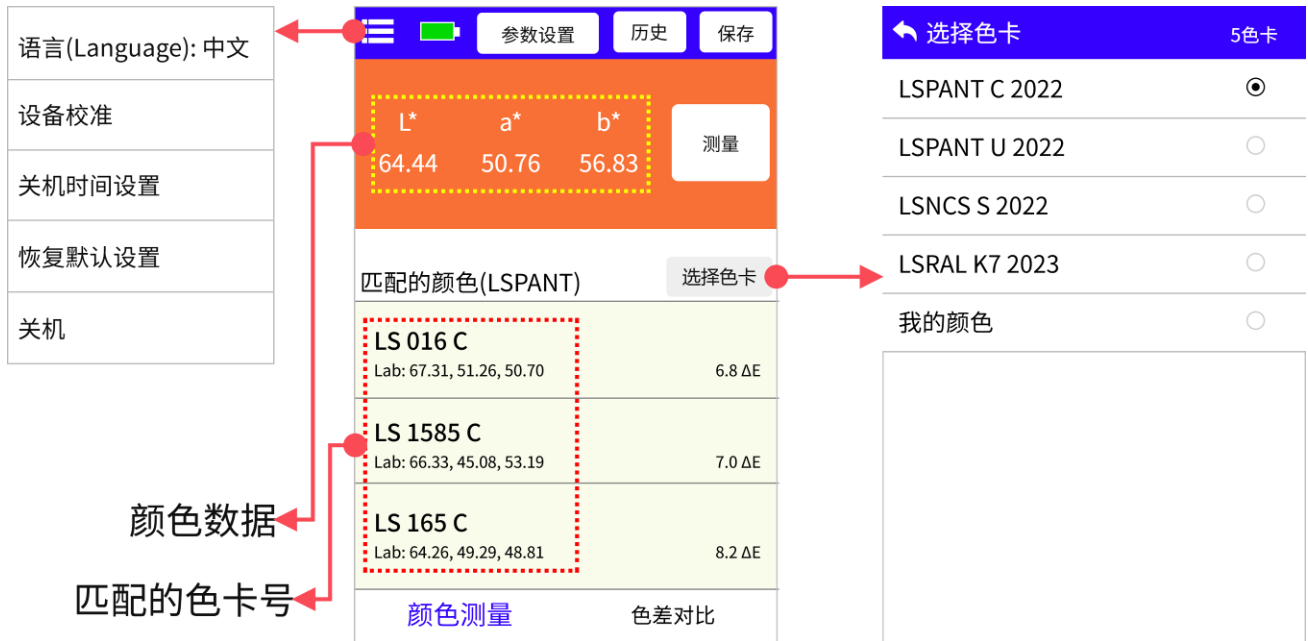 语言(Language): 中文
设备校准
关机时间设置
恢复默认设置
关机
颜色数据
匹配的色卡号
参数设置
历史
保存
L* a* b*
64.44 50.76 56.83
测量
匹配的颜色(LSPANT)
选择色卡
LS 016 C
Lab: 67.31, 51.26, 50.70
6.8 ΔE
LS 1585 C
Lab: 66.33, 45.08, 53.19
7.0 ΔE
LS 165 C
Lab: 64.26, 49.29, 48.81
8.2 ΔE
颜色测量 色差对比
选择色卡 5色卡
LSPANT C 2022
LSPANT U 2022
LSNCS S 2022
LSRAL K7 2023
我的颜色